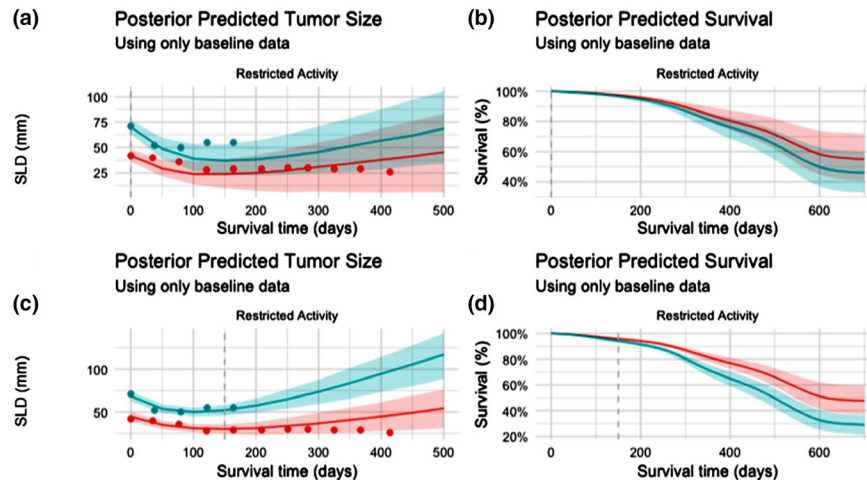 (a)
Posterior Predicted Tumor Size
Using only baseline data
Restricted Activity
SLD (mm)
100
75
50
25
0 100 200 300 400 500
Survival time (days)
(b)
Posterior Predicted Survival
Using only baseline data
Restricted Activity
Survival (%)
100%
80%
60%
40%
0 200 400 600
Survival time (days)
(c)
Posterior Predicted Tumor Size
Using only baseline data
Restricted Activity
SLD (mm)
100
50
0 100 200 300 400 500
Survival time (days)
(d)
Posterior Predicted Survival
Using only baseline data
Restricted Activity
Survival (%)
100%
80%
60%
40%
20%
0 200 400 600
Survival time (days)